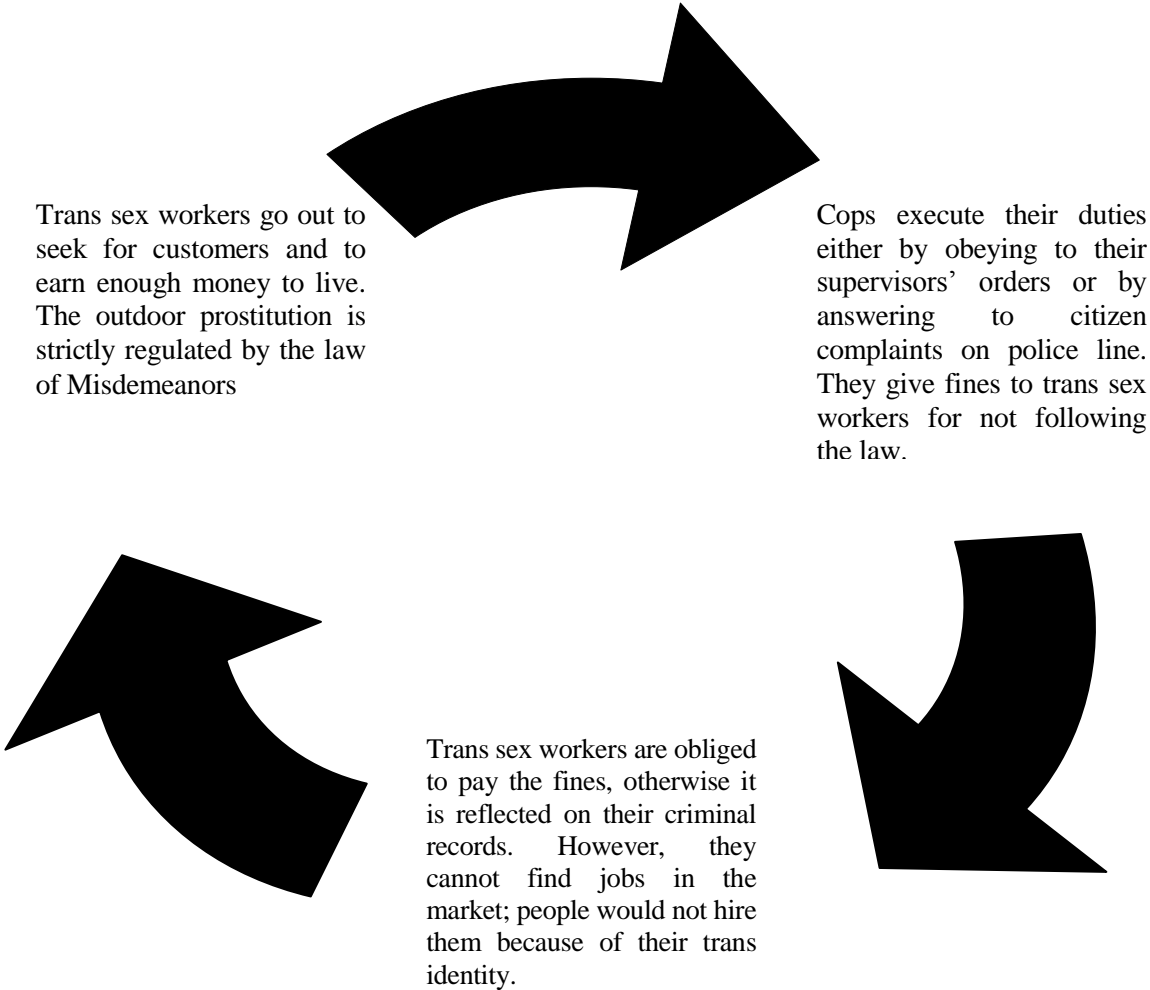 Trans sex workers go out to
seek for customers and to
earn enough money to live.
The outdoor prostitution is
strictly regulated by the law
of Misdemeanors
Cops execute their duties
either by obeying to their
supervisors’ orders or by
answering to citizen
complaints on police line.
They give fines to trans sex
workers for not following
the law.
Trans sex workers are obliged
to pay the fines, otherwise it
is reflected on their criminal
records. However, they
cannot find jobs in the
market; people would not hire
them because of their trans
identity.